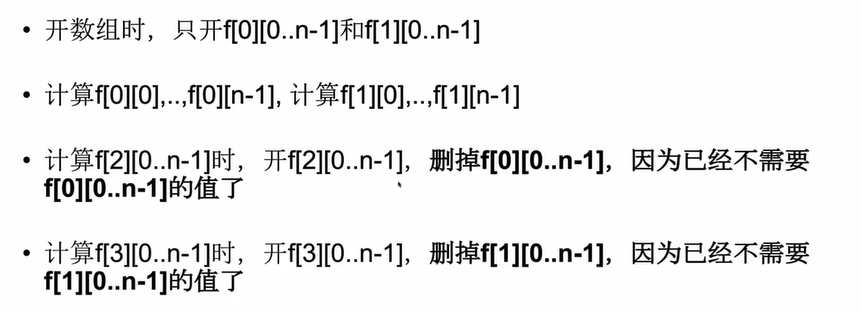 • 开数组时，只开f[0][0..n-1]和f[1][0..n-1]
• 计算f[0][0],..,f[0][n-1], 计算f[1][0],..,f[1][n-1]
• 计算f[2][0..n-1]时，开f[2][0..n-1]，删掉f[0][0..n-1]，因为已经不需要
f[0][0..n-1]的值了
• 计算f[3][0..n-1]时，开f[3][0..n-1]，删掉f[1][0..n-1]，因为已经不需要
f[1][0..n-1]的值了